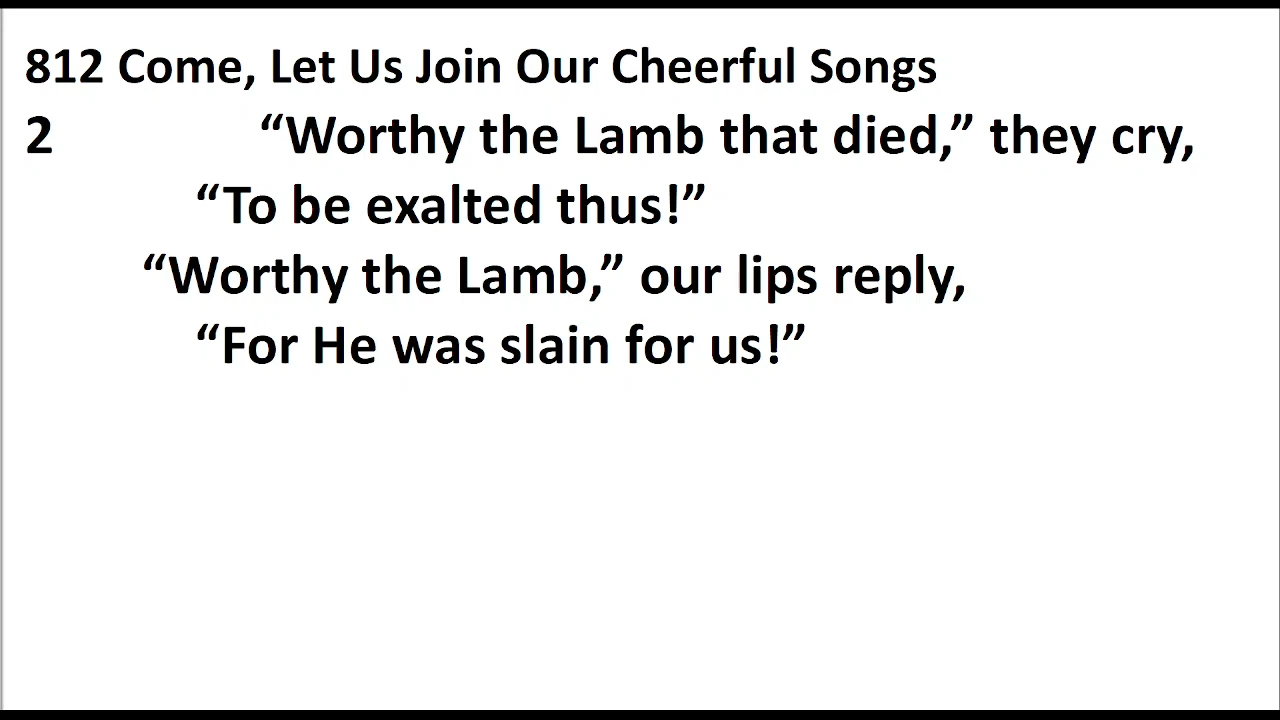 812 Come, Let Us Join Our Cheerful Songs
2 “Worthy the Lamb that died,” they cry,
“To be exalted thus!”
“Worthy the Lamb,” our lips reply,
“For He was slain for us!”